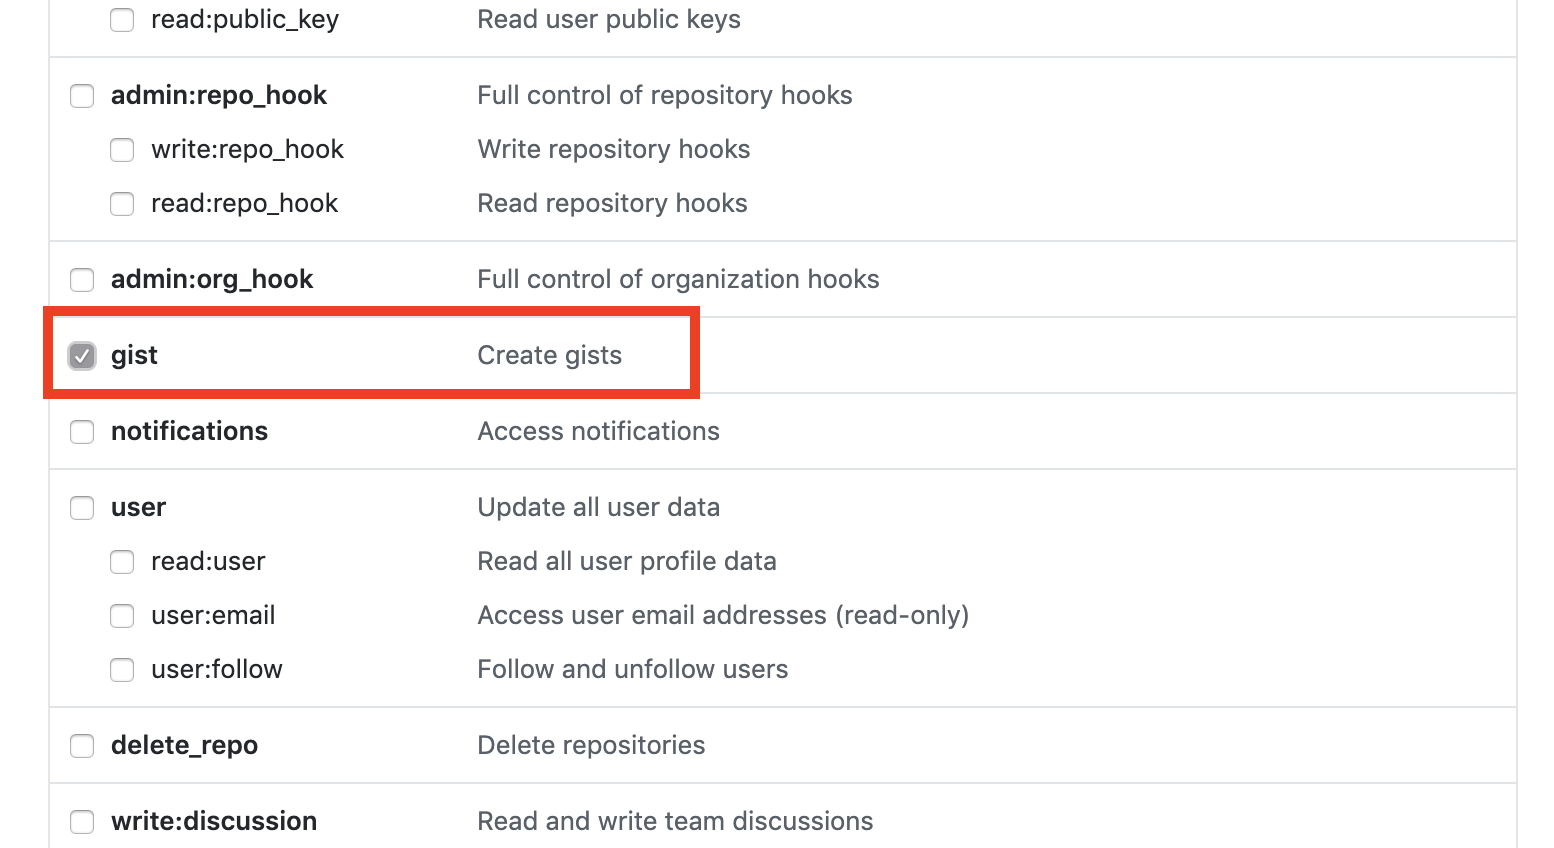 read:public_key Read user public keys
admin:repo_hook Full control of repository hooks
write:repo_hook Write repository hooks
read:repo_hook Read repository hooks
admin:org_hook Full control of organization hooks
gist Create gists
notifications Access notifications
user Update all user data
read:user Read all user profile data
user:email Access user email addresses (read-only)
user:follow Follow and unfollow users
delete_repo Delete repositories
write:discussion Read and write team discussions